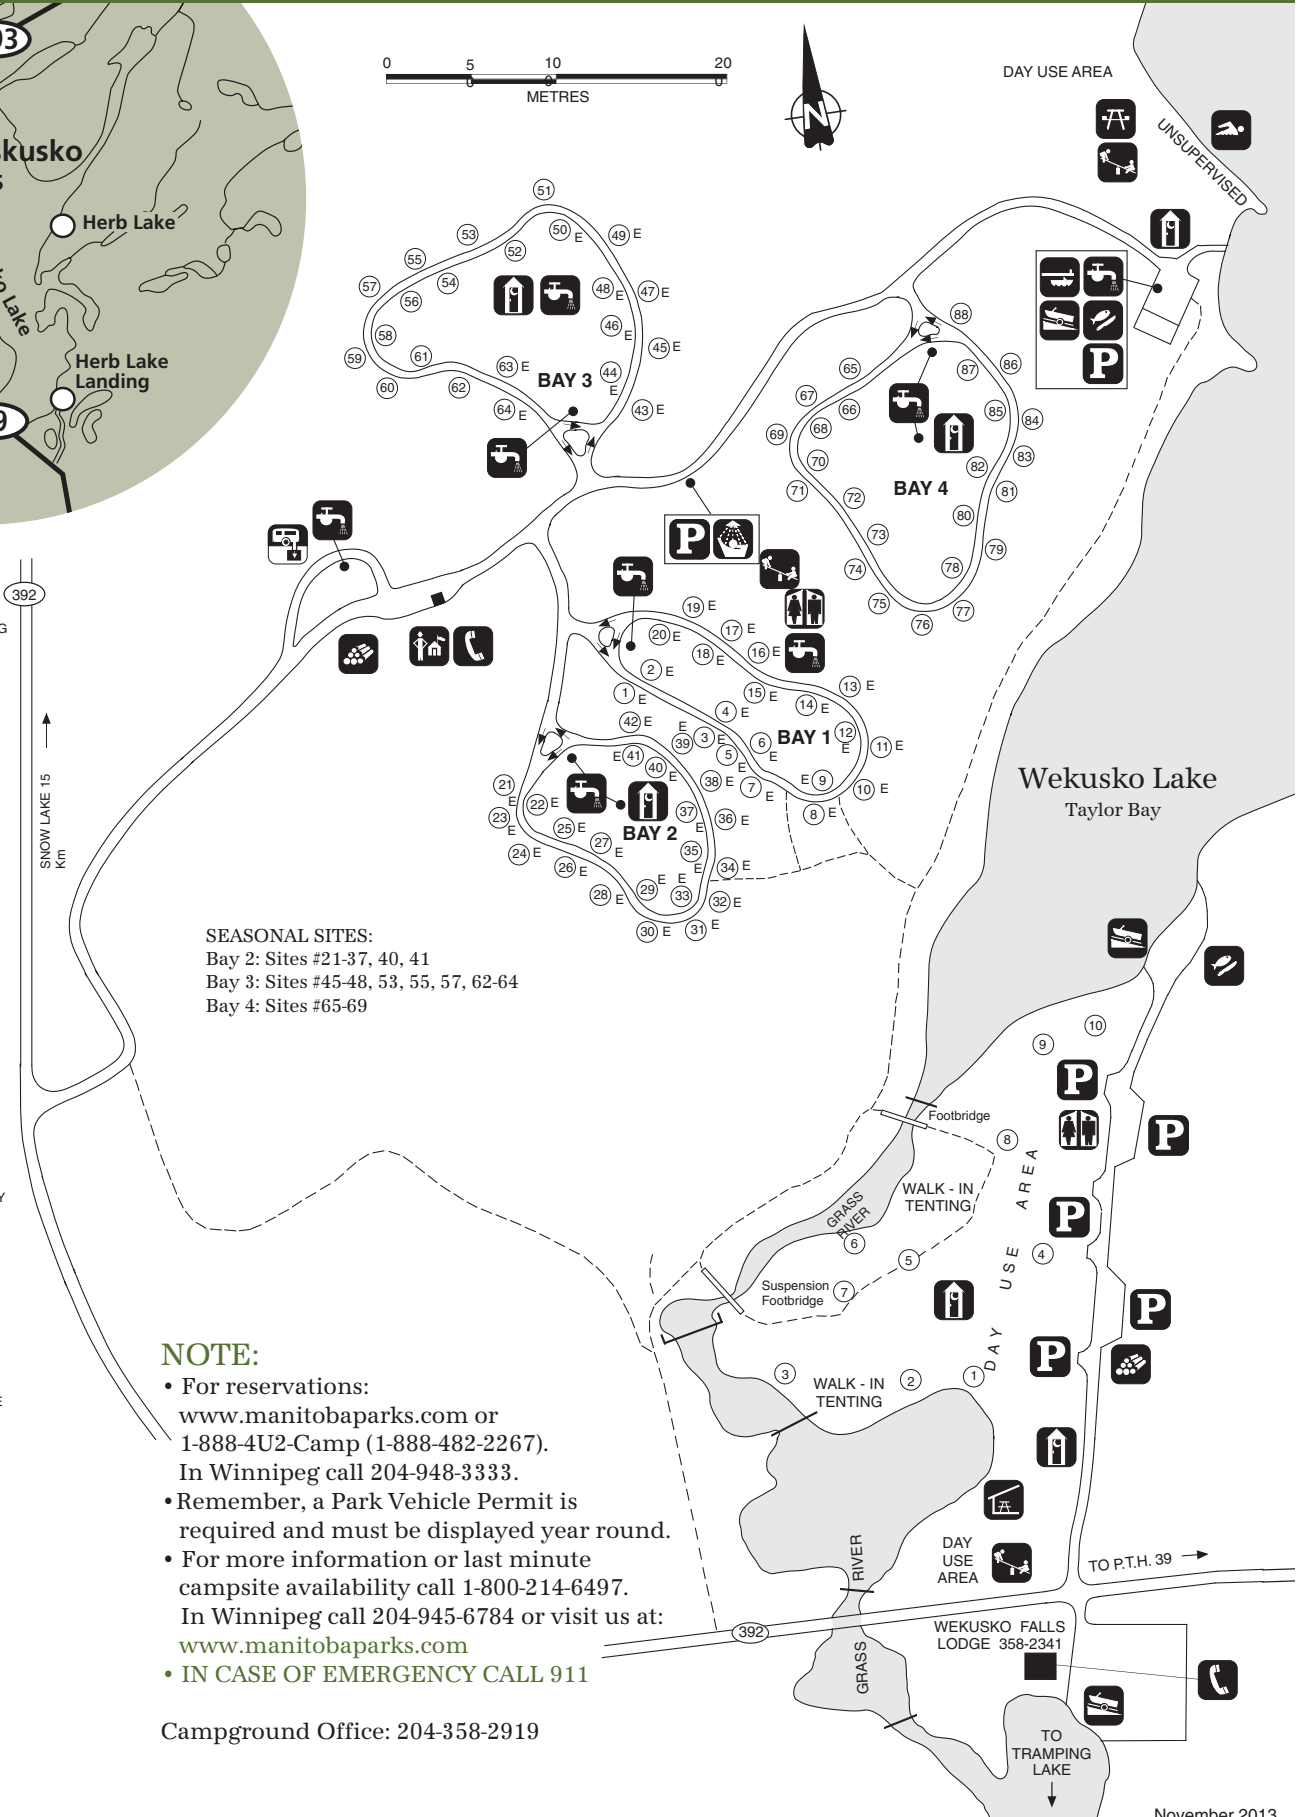 93
kusko
s
Herb Lake
o Lake
Herb Lake
Landing
9
0 5 10 20
0 0 0
METRES
N
DAY USE AREA
UNSUPERVISED
51
50 E
49 E
53
52
55
54
57
56
48 E
47 E
58
46 E
59
61
45 E
60
62
63 E
44 E
BAY 3
64 E
43 E
88
65
87
86
67
66
85
84
69
68
70
82
83
71
BAY 4
72
81
80
73
79
74
78
75
77
76
P
P
392
G
SNOW LAKE 15
Km
19 E
20 E
17 E
18 E
16 E
2 E
1 E
15 E
13 E
14 E
42 E
4 E
12 E
E 39
3 E
6 E
BAY 1
11 E
E 41
5 E
40 E
38 E
7 E
E 9
10 E
8 E
21 E
22 E
23 E
37 E
36 E
25 E
BAY 2
27 E
24 E
35 E
26 E
34 E
28 E
29 E
E 33
32 E
30 E
31 E
Wekusko Lake
Taylor Bay
SEASONAL SITES:
Bay 2: Sites #21-37, 40, 41
Bay 3: Sites #45-48, 53, 55, 57, 62-64
Bay 4: Sites #65-69
10
9
P
Footbridge
8
P
WALK - IN
TENTING
GRASS
RIVER
DAY USE AREA
P
6
5
4
Suspension
Footbridge
7
P
P
3
WALK - IN
TENTING
2
1
Y
E
NOTE:
• For reservations:
www.manitobaparks.com or
1-888-4U2-Camp (1-888-482-2267).
In Winnipeg call 204-948-3333.
• Remember, a Park Vehicle Permit is
required and must be displayed year round.
• For more information or last minute
campsite availability call 1-800-214-6497.
In Winnipeg call 204-945-6784 or visit us at:
www.manitobaparks.com
• IN CASE OF EMERGENCY CALL 911
Campground Office: 204-358-2919
DAY
USE
AREA
TO P.T.H. 39
392
RIVER
GRASS
WEKUSKO FALLS
LODGE 358-2341
TO
TRAMPING
LAKE
November 2013